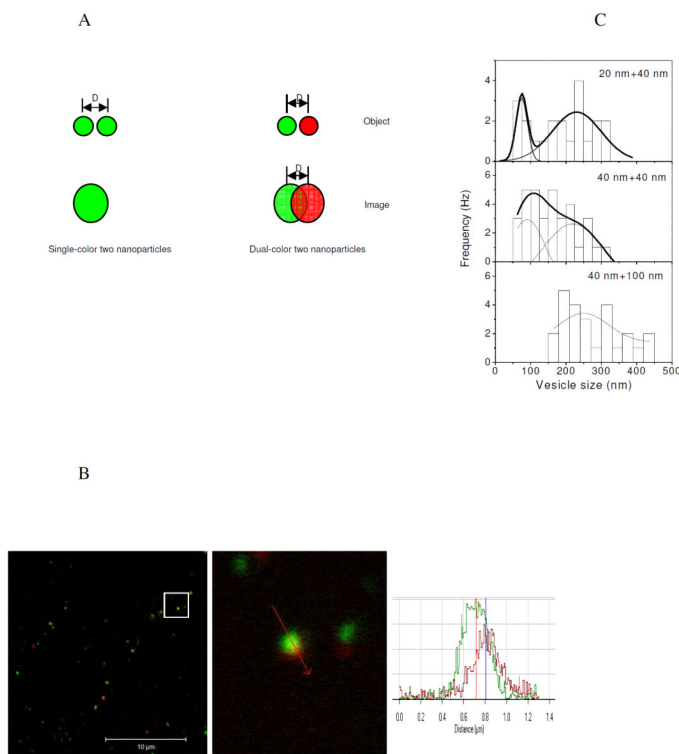 A
C
D
D
Object
Image
Single-color two nanoparticles
Dual-color two nanoparticles
20 nm+40 nm
4
2
0
40 nm+40 nm
6
4
2
0
40 nm+100 nm
6
4
2
0
Frequency (Hz)
0 100 200 300 400 500
Vesicle size (nm)
B
10 µm
0.0 0.2 0.4 0.6 0.8 1.0 1.2 1.4
Distance (µm)